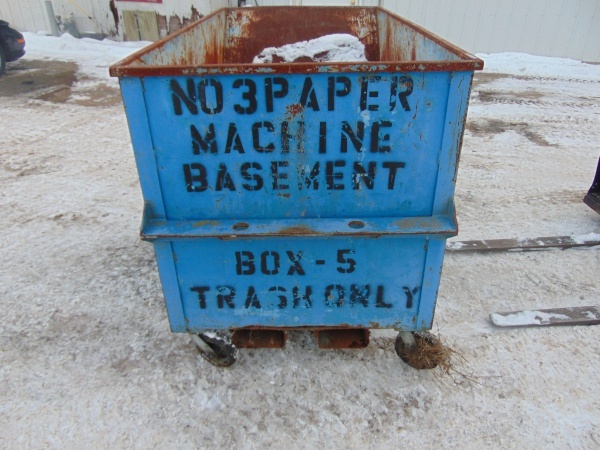 NO3PAPER
MACHINE
BASEMENT
BOX-5
TRASH ONLY